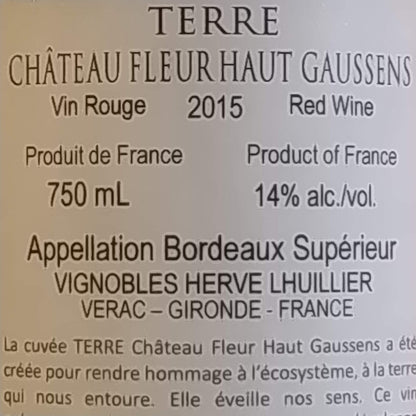 TERRE
CHÂTEAU FLEUR HAUT GAUSSENS
Vin Rouge 2015 Red Wine
Produit de France Product of France
750 mL 14% alc./vol.
Appellation Bordeaux Supérieur
VIGNOBLES HERVE LHUILLIER
VERAC – GIRONDE - FRANCE
La cuvée TERRE Château Fleur Haut Gaussens a été
créée pour rendre hommage à l'écosystème, à la terre
qui nous entoure. Elle éveille nos sens. Ce vin